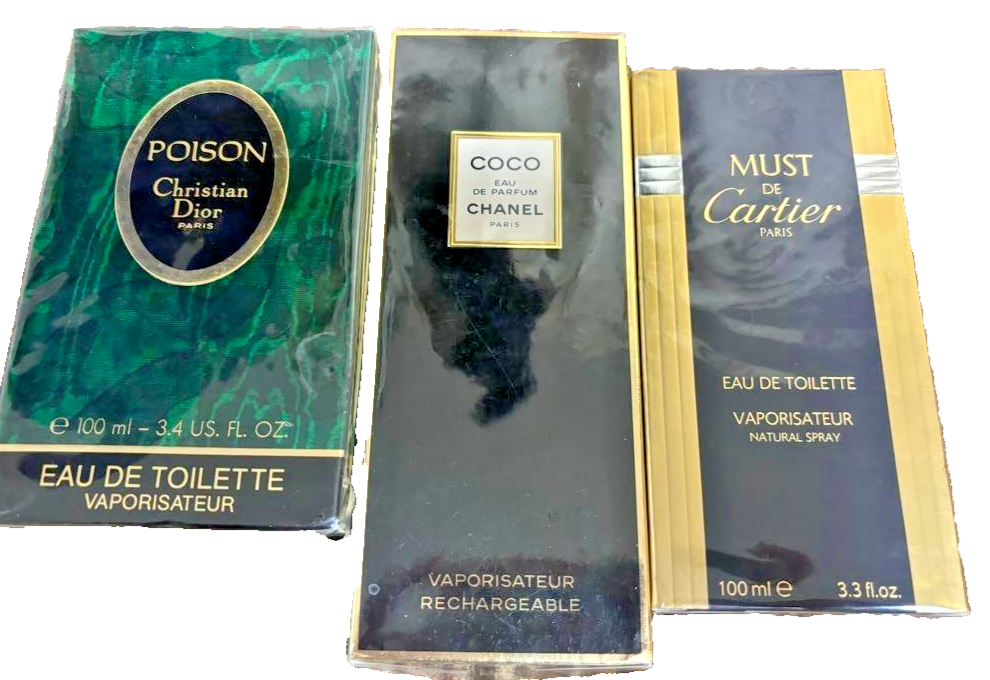 POISON
Christian
Dior
PARIS
e 100 ml – 3.4 US. FL. OZ.
EAU DE TOILETTE
VAPORISATEUR
COCO
EAU
DE PARFUM
CHANEL
PARIS
VAPORISATEUR
RECHARGEABLE
MUST
DE
Cartier
PARIS
EAU DE TOILETTE
VAPORISATEUR
NATURAL SPRAY
100 ml e 3.3 fl.oz.